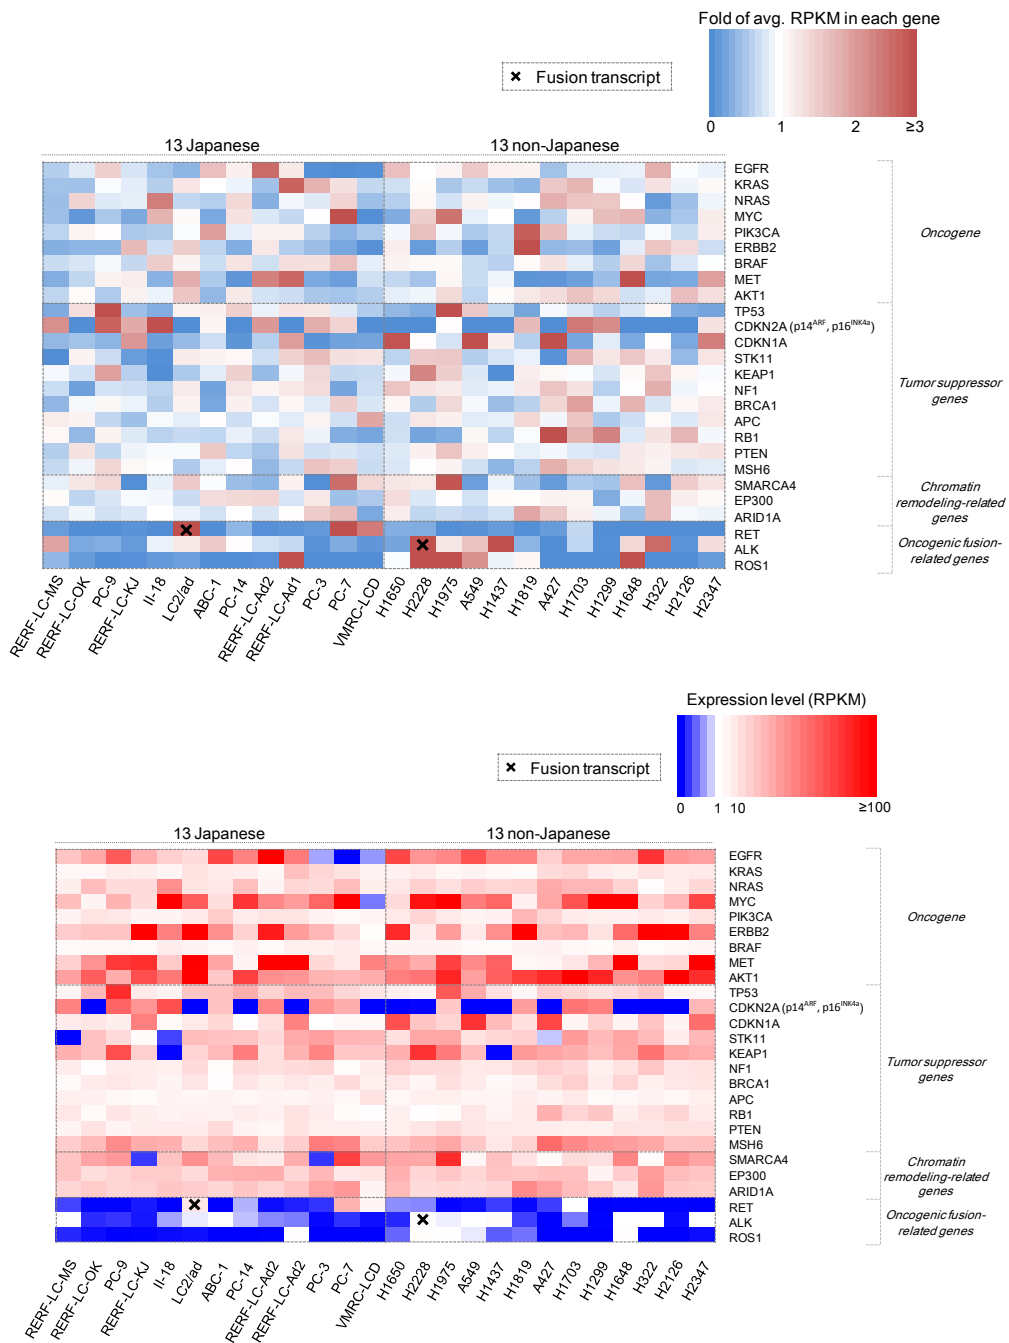 Fold of avg. RPKM in each gene
× Fusion transcript
0 1 2 ≥3
13 Japanese 13 non-Japanese
EGFR
KRAS
NRAS
MYC
PIK3CA
ERBB2
BRAF
MET
AKT1
Oncogene
TP53
CDKN2A (p14ARF, p16INK4a)
CDKN1A
STK11
KEAP1
NF1
BRCA1
APC
RB1
PTEN
MSH6
Tumor suppressor
genes
SMARCA4
EP300
ARID1A
Chromatin
remodeling-related
genes
RET
ALK
ROS1
Oncogenic fusion-
related genes
RERF-LC-MS
RERF-LC-OK
PC-9
RERF-LC-KJ
II-18
LC2/ad
ABC-1
PC-14
RERF-LC-Ad2
RERF-LC-Ad1
PC-3
PC-7
VMRC-LCD
H1650
H2228
H1975
A549
H1437
H1819
A427
H1703
H1299
H1648
H322
H2126
H2347
Expression level (RPKM)
× Fusion transcript
0 1 10 ≥100
13 Japanese 13 non-Japanese
EGFR
KRAS
NRAS
MYC
PIK3CA
ERBB2
BRAF
MET
AKT1
Oncogene
TP53
CDKN2A (p14ARF, p16INK4a)
CDKN1A
STK11
KEAP1
NF1
BRCA1
APC
RB1
PTEN
MSH6
Tumor suppressor
genes
SMARCA4
EP300
ARID1A
Chromatin
remodeling-related
genes
RET
ALK
ROS1
Oncogenic fusion-
related genes
RERF-LC-MS
RERF-LC-OK
PC-9
RERF-LC-KJ
II-18
LC2/ad
ABC-1
PC-14
RERF-LC-Ad2
RERF-LC-Ad2
PC-3
PC-7
VMRC-LCD
H1650
H2228
H1975
A549
H1437
H1819
A427
H1703
H1299
H1648
H322
H2126
H2347